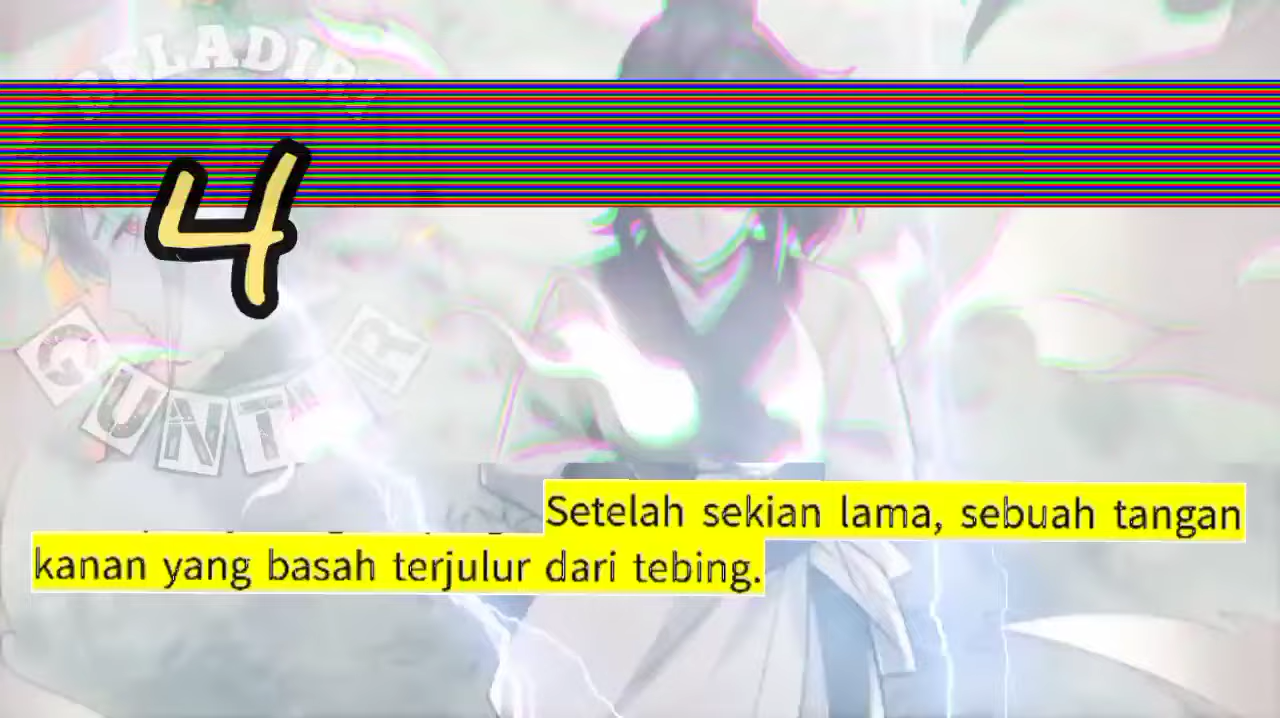 4
Setelah sekian lama, sebuah tangan
kanan yang basah terjulur dari tebing.